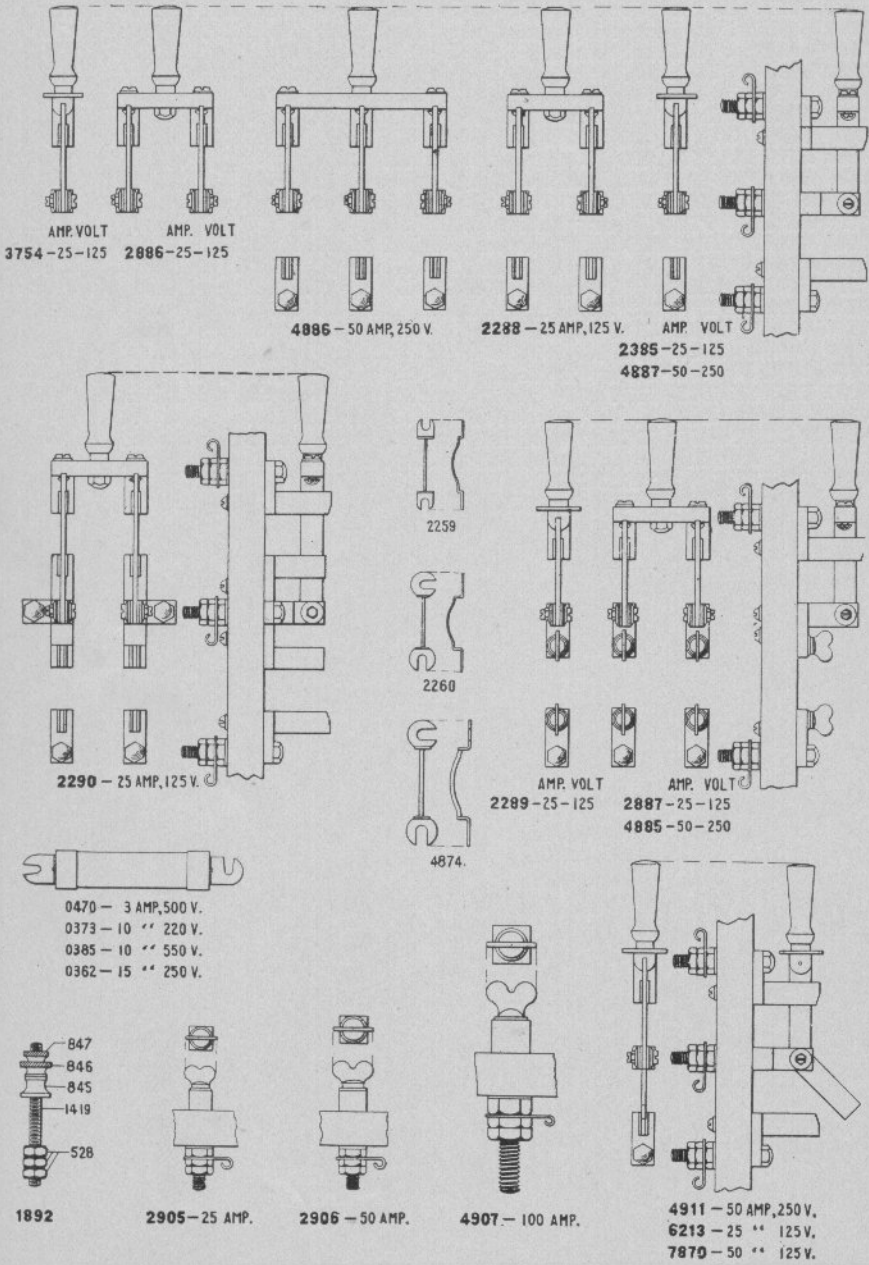 AMP. VOLT
3754-25-125
AMP. VOLT
2886-25-125
4886-50 AMP, 250 V.
2288-25 AMP, 125 V.
AMP. VOLT
2385-25-125
4887-50-250
2259
2260
4874.
2290-25 AMP, 125 V.
AMP. VOLT
2289-25-125
AMP. VOLT
2887-25-125
4885-50-250
0470- 3 AMP, 500 V.
0373-10 " 220 V.
0385-10 " 550 V.
0362-15 " 250 V.
847
846
845
1419
528
1892
2905-25 AMP.
2906-50 AMP.
4907-100 AMP.
4911-50 AMP, 250 V.
6213-25 " 125 V.
7870-50 " 125 V.